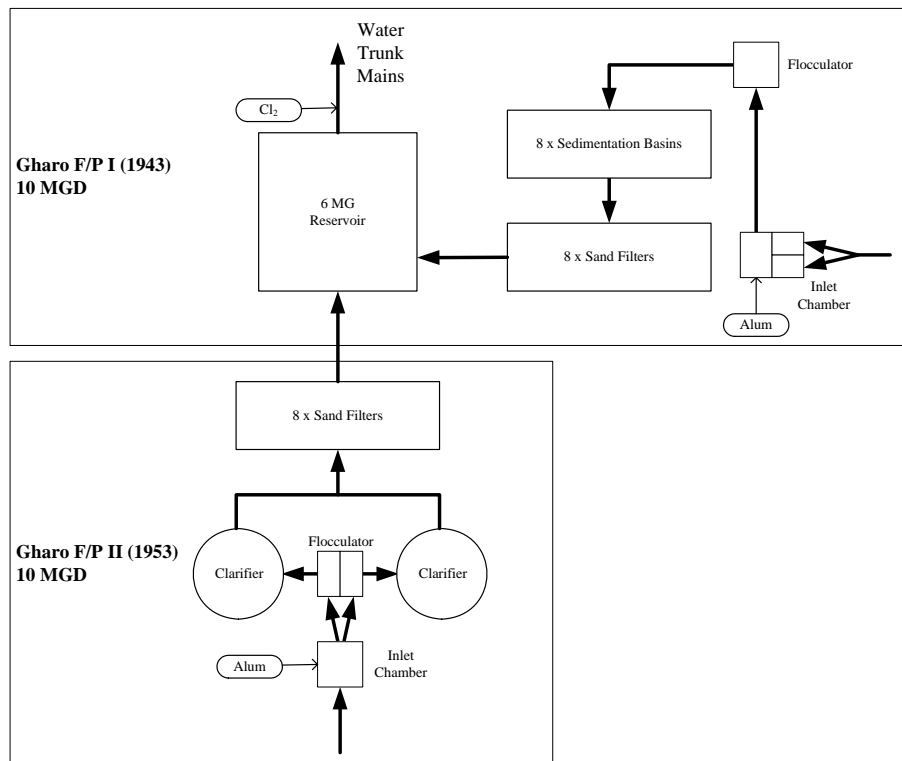 Water
Trunk
Mains
Flocculator
Cl₂
8 x Sedimentation Basins
Gharo F/P I (1943)
10 MGD
6 MG
Reservoir
8 x Sand Filters
Inlet
Chamber
Alum
8 x Sand Filters
Gharo F/P II (1953)
10 MGD
Flocculator
Clarifier
Clarifier
Alum
Inlet
Chamber